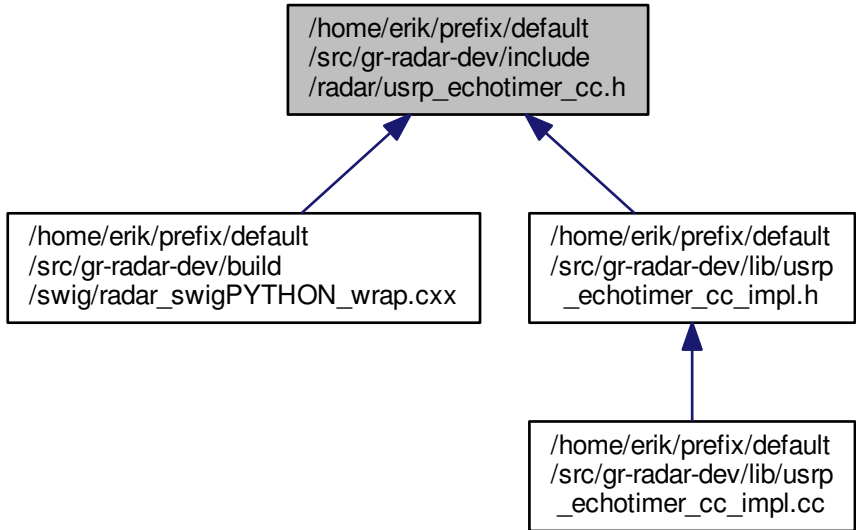 /home/erik/prefix/default
/src/gr-radar-dev/include
/radar/usrp_echotimer_cc.h
/home/erik/prefix/default
/src/gr-radar-dev/build
/swig/radar_swigPYTHON_wrap.cxx
/home/erik/prefix/default
/src/gr-radar-dev/lib/usrp
_echotimer_cc_impl.h
/home/erik/prefix/default
/src/gr-radar-dev/lib/usrp
_echotimer_cc_impl.cc